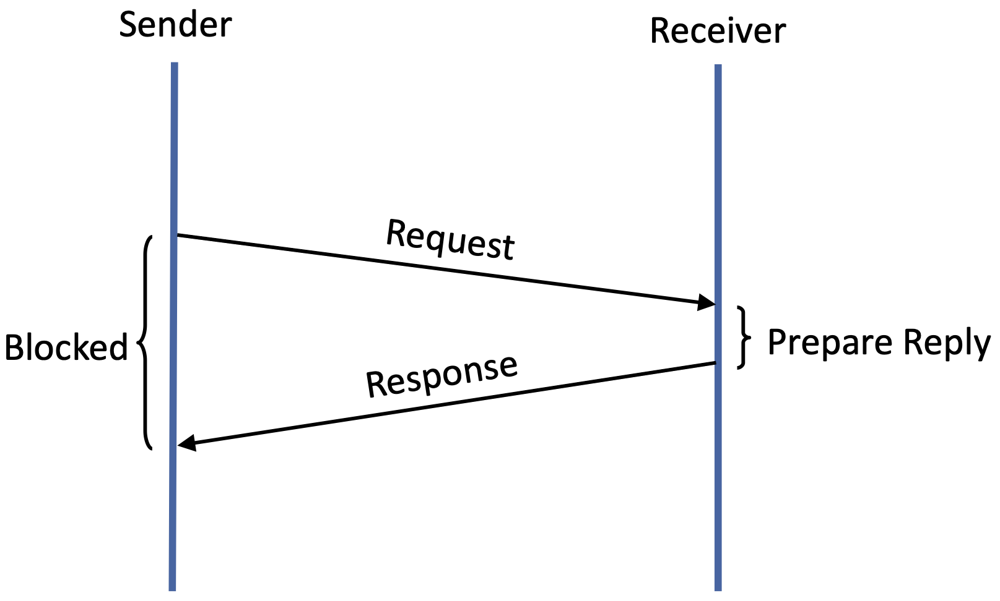 Sender
Receiver
Request
Blocked
Prepare Reply
Response